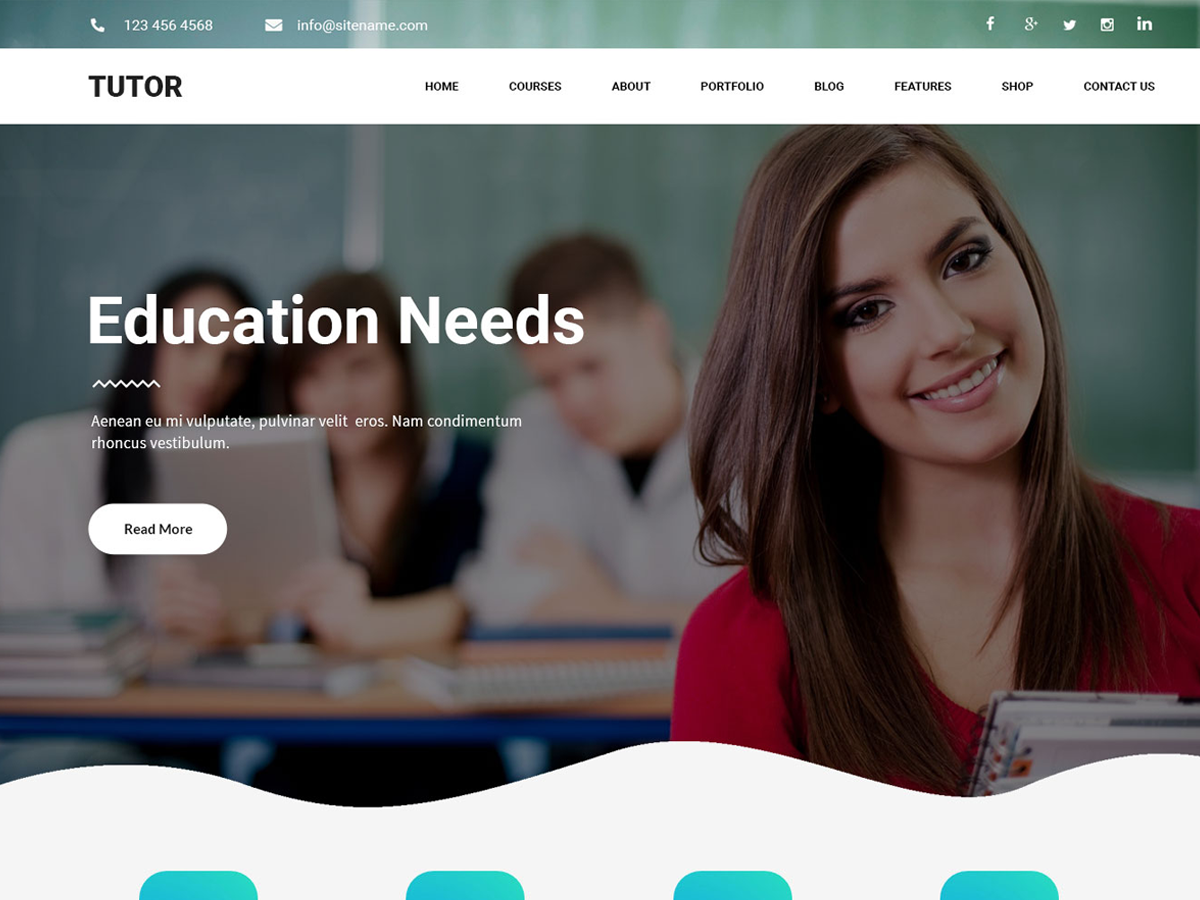 123 456 4568
info@sitename.com
TUTOR
HOME
COURSES
ABOUT
PORTFOLIO
BLOG
FEATURES
SHOP
CONTACT US
Education Needs
Aenean eu mi vulputate, pulvinar velit  eros. Nam condimentum
rhoncus vestibulum.
Read More